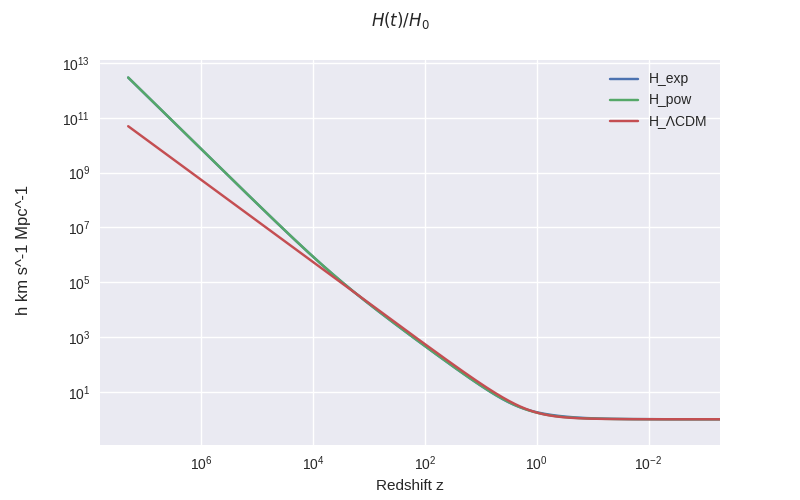 H(t)/H₀
h km s^-1 Mpc^-1
10¹³
10¹¹
10⁹
10⁷
10⁵
10³
10¹
H_exp
H_pow
H_ΛCDM
10⁶ 10⁴ 10² 10⁰ 10⁻²
Redshift z